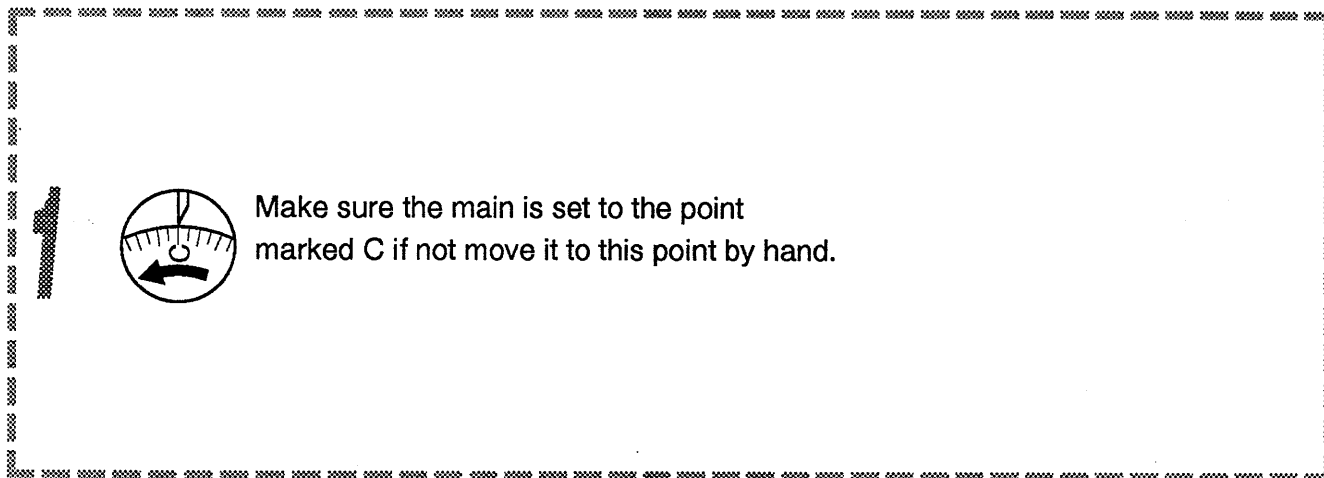 1
C
Make sure the main is set to the point
marked C if not move it to this point by hand.